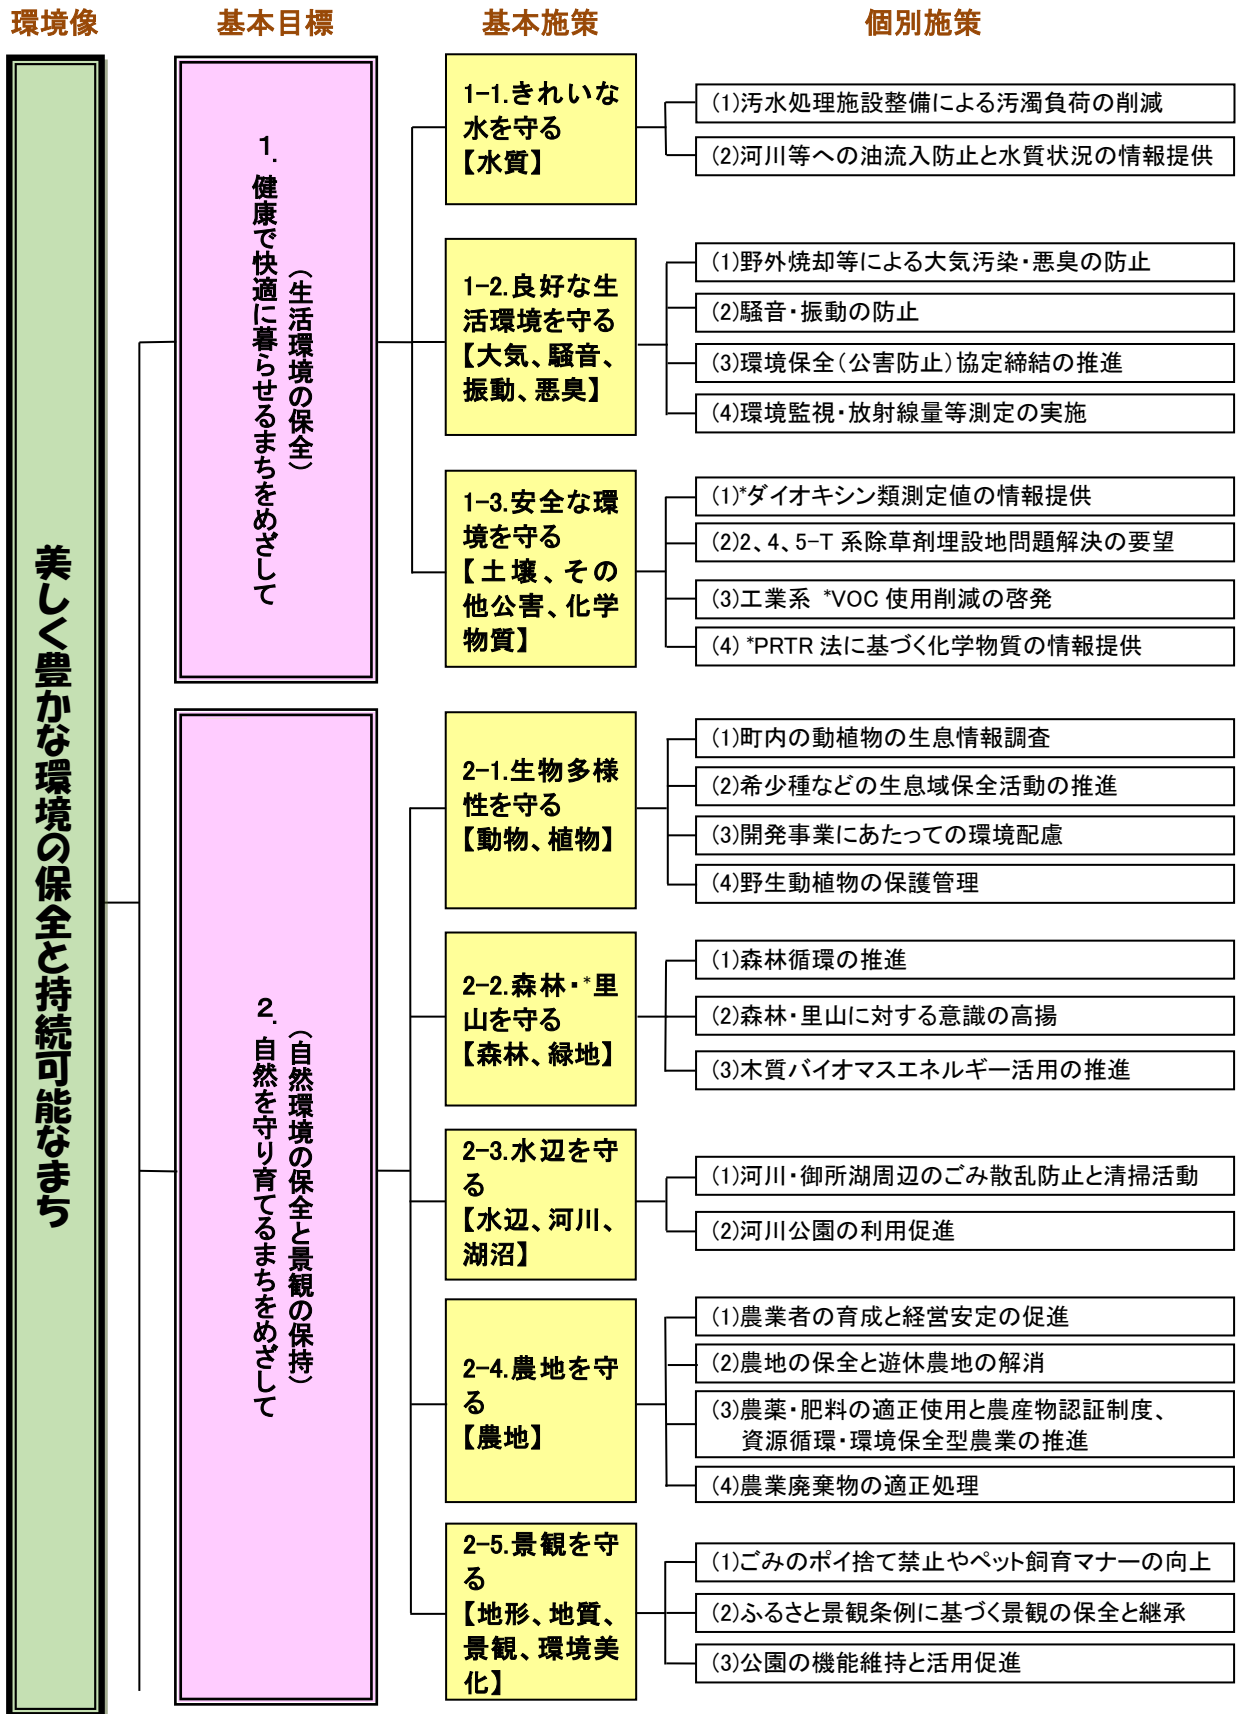 環境像
基本目標
基本施策
個別施策
美しく豊かな環境の保全と持続可能なまち
1.健康で快適に暮らせるまちをめざして
（生活環境の保全）
1-1.きれいな
水を守る
【水質】
(1)汚水処理施設整備による汚濁負荷の削減
(2)河川等への油流入防止と水質状況の情報提供
1-2.良好な生
活環境を守る
【大気、騒音、
振動、悪臭】
(1)野外焼却等による大気汚染・悪臭の防止
(2)騒音・振動の防止
(3)環境保全(公害防止)協定締結の推進
(4)環境監視・放射線量等測定の実施
1-3.安全な環
境を守る
【土壌、その
他公害、化学
物質】
(1)*ダイオキシン類測定値の情報提供
(2)2、4、5-T 系除草剤埋設地問題解決の要望
(3)工業系 *VOC 使用削減の啓発
(4) *PRTR 法に基づく化学物質の情報提供
2.自然を守り育てるまちをめざして
（自然環境の保全と景観の保持）
2-1.生物多様
性を守る
【動物、植物】
(1)町内の動植物の生息情報調査
(2)希少種などの生息域保全活動の推進
(3)開発事業にあたっての環境配慮
(4)野生動植物の保護管理
2-2.森林・*里
山を守る
【森林、緑地】
(1)森林循環の推進
(2)森林・里山に対する意識の高揚
(3)木質バイオマスエネルギー活用の推進
2-3.水辺を守
る
【水辺、河川、
湖沼】
(1)河川・御所湖周辺のごみ散乱防止と清掃活動
(2)河川公園の利用促進
2-4.農地を守
る
【農地】
(1)農業者の育成と経営安定の促進
(2)農地の保全と遊休農地の解消
(3)農薬・肥料の適正使用と農産物認証制度、
資源循環・環境保全型農業の推進
(4)農業廃棄物の適正処理
2-5.景観を守
る
【地形、地質、
景観、環境美
化】
(1)ごみのポイ捨て禁止やペット飼育マナーの向上
(2)ふるさと景観条例に基づく景観の保全と継承
(3)公園の機能維持と活用促進